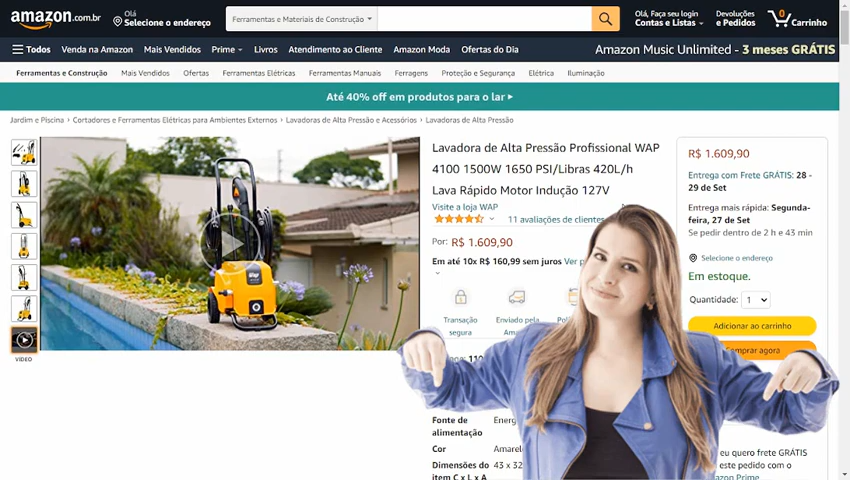 amazon.com.br
Olá
Selecione o endereço
Ferramentas e Materiais de Construção
Olá, Faça seu login
Contas e Listas
Devoluções
e Pedidos
0
Carrinho
Todos
Venda na Amazon
Mais Vendidos
Prime
Livros
Atendimento ao Cliente
Amazon Moda
Ofertas do Dia
Amazon Music Unlimited - 3 meses GRÁTIS
Ferramentas e Construção
Mais Vendidos
Ofertas
Ferramentas Elétricas
Ferramentas Manuais
Ferragens
Proteção e Segurança
Elétrica
Iluminação
Até 40% off em produtos para o lar
Jardim e Piscina › Cortadores e Ferramentas Elétricas para Ambientes Externos › Lavadoras de Alta Pressão e Acessórios › Lavadoras de Alta Pressão
VÍDEO
Lavadora de Alta Pressão Profissional WAP
4100 1500W 1650 PSI/Libras 420L/h
Lava Rápido Motor Indução 127V
Visite a loja WAP
11 avaliações de clientes
Por: R$ 1.609,90
Em até 10x R$ 160,99 sem juros Ver
Transação
segura
Enviado pela
Fonte de
alimentação
Cor
Dimensões do
item C x L x A
43 x 32
R$ 1.609,90
Entrega com Frete GRÁTIS: 28 -
29 de Set
Entrega mais rápida: Segunda-
feira, 27 de Set
Se pedir dentro de 2 h e 43 min
Selecione o endereço
Em estoque.
Quantidade: 1
Adicionar ao carrinho
Comprar agora
eu quero frete GRÁTIS
este pedido com o
Prime